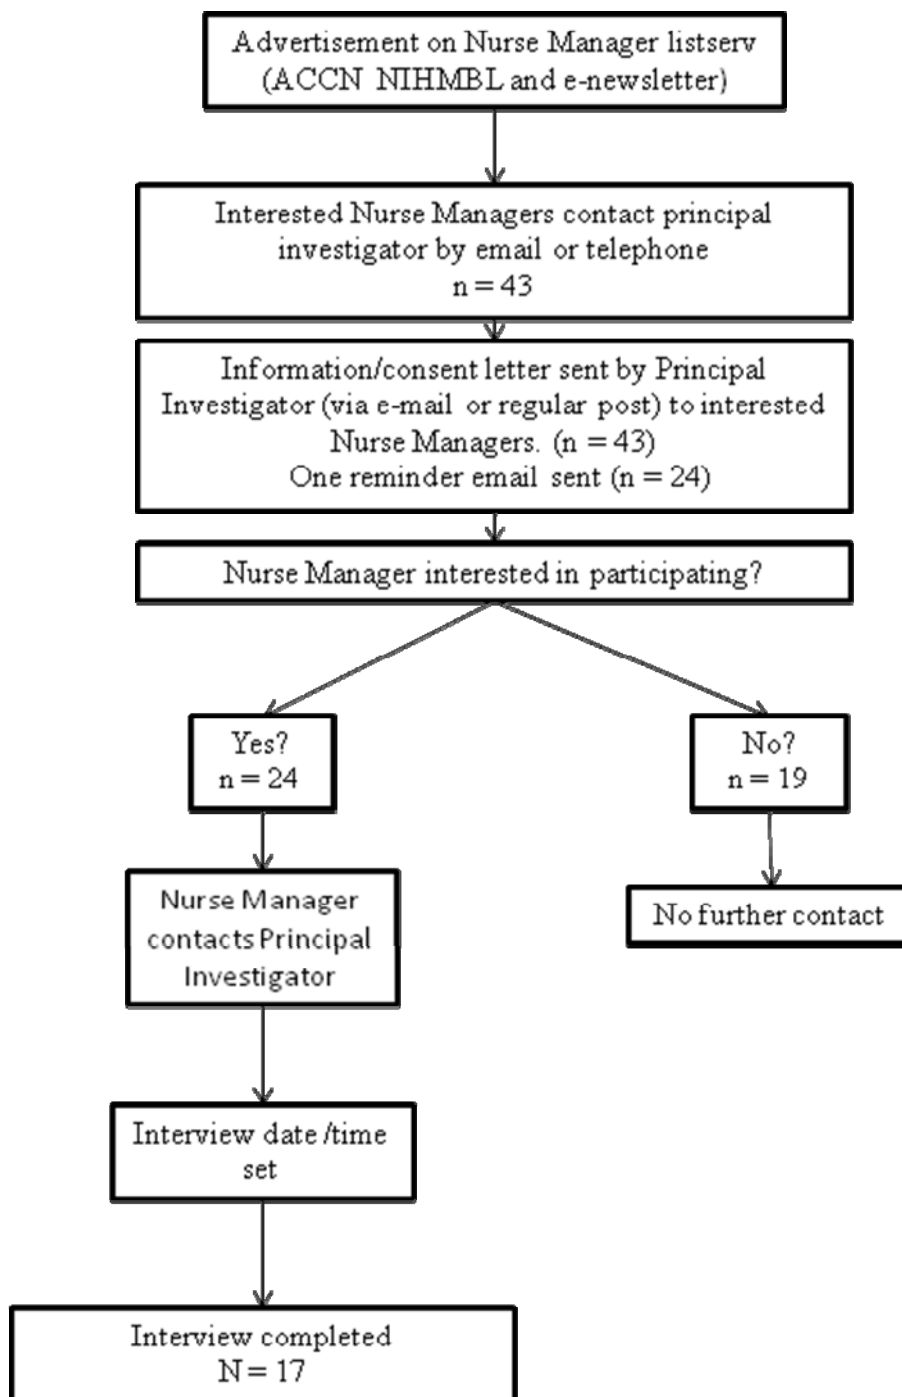 Advertisement on Nurse Manager listserv
(ACCN NIHMBL and e-newsletter)
Interested Nurse Managers contact principal
investigator by email or telephone
n = 43
Information/consent letter sent by Principal
Investigator (via e-mail or regular post) to interested
Nurse Managers. (n = 43)
One reminder email sent (n = 24)
Nurse Manager interested in participating?
Yes?
n = 24
No?
n = 19
Nurse Manager
contacts Principal
Investigator
No further contact
Interview date /time
set
Interview completed
N = 17